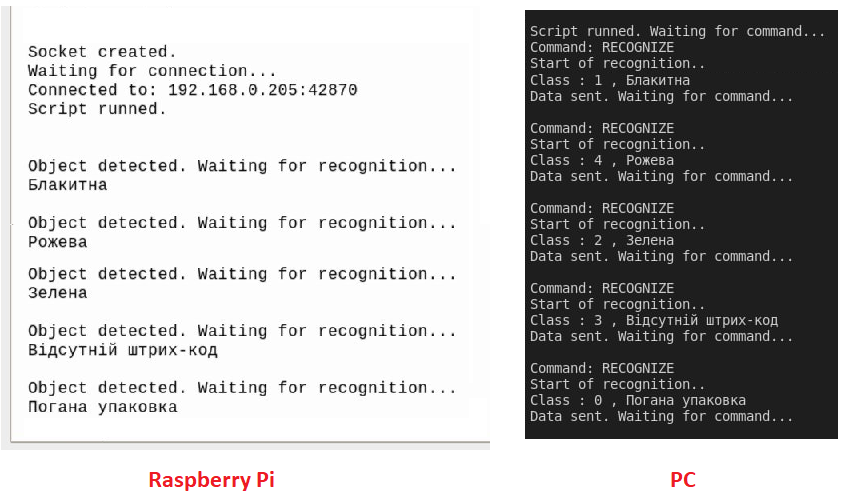 Socket created.
Waiting for connection...
Connected to: 192.168.0.205:42870
Script runned.
Object detected. Waiting for recognition...
Блакитна
Object detected. Waiting for recognition...
Рожева
Object detected. Waiting for recognition...
Зелена
Object detected. Waiting for recognition...
Відсутній штрих-код
Object detected. Waiting for recognition...
Погана упаковка
Raspberry Pi
Script runned. Waiting for command...
Command: RECOGNIZE
Start of recognition..
Class : 1 , Блакитна
Data sent. Waiting for command...
Command: RECOGNIZE
Start of recognition..
Class : 4 , Рожева
Data sent. Waiting for command...
Command: RECOGNIZE
Start of recognition..
Class : 2 , Зелена
Data sent. Waiting for command...
Command: RECOGNIZE
Start of recognition..
Class : 3 , Відсутній штрих-код
Data sent. Waiting for command...
Command: RECOGNIZE
Start of recognition..
Class : 0 , Погана упаковка
Data sent. Waiting for command...
PC